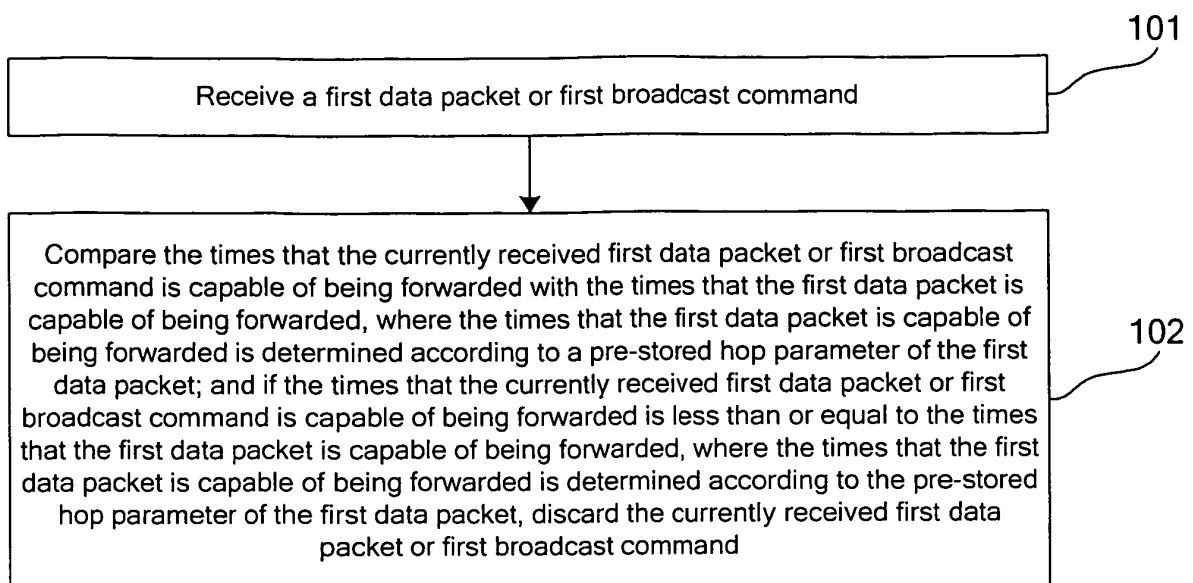 101
Receive a first data packet or first broadcast command
Compare the times that the currently received first data packet or first broadcast
command is capable of being forwarded with the times that the first data packet is
capable of being forwarded, where the times that the first data packet is capable of
being forwarded is determined according to a pre-stored hop parameter of the first
data packet; and if the times that the currently received first data packet or first
broadcast command is capable of being forwarded is less than or equal to the times
that the first data packet is capable of being forwarded, where the times that the first
data packet is capable of being forwarded is determined according to the pre-stored
hop parameter of the first data packet, discard the currently received first data
packet or first broadcast command
102